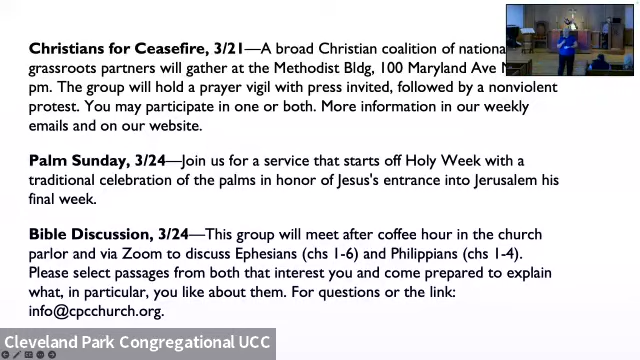 Christians for Ceasefire, 3/21—A broad Christian coalition of national
grassroots partners will gather at the Methodist Bldg, 100 Maryland Ave
pm. The group will hold a prayer vigil with press invited, followed by a nonviolent
protest. You may participate in one or both. More information in our weekly
emails and on our website.
Palm Sunday, 3/24—Join us for a service that starts off Holy Week with a
traditional celebration of the palms in honor of Jesus's entrance into Jerusalem his
final week.
Bible Discussion, 3/24—This group will meet after coffee hour in the church
parlor and via Zoom to discuss Ephesians (chs 1-6) and Philippians (chs 1-4).
Please select passages from both that interest you and come prepared to explain
what, in particular, you like about them. For questions or the link:
info@cpcchurch.org.
Cleveland Park Congregational UCC